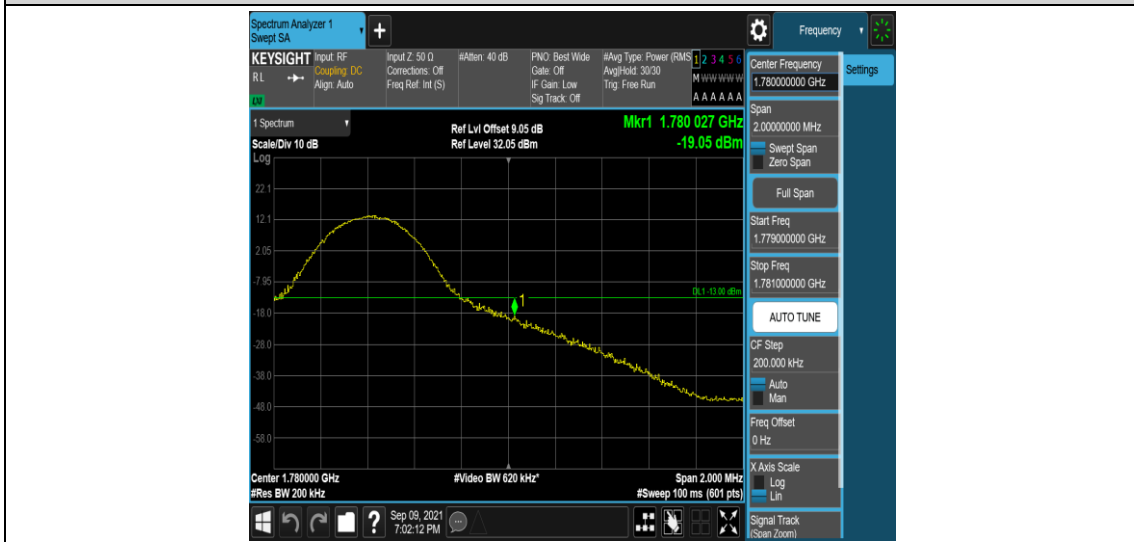 Spectrum Analyzer 1
Swept SA
+
Frequency
KEYSIGHT
RL
LXI
Input: RF
Coupling: DC
Align: Auto
Input Z: 50 Ω
Corrections: Off
Freq Ref: Int (S)
#Atten: 40 dB
PNO: Best Wide
Gate: Off
IF Gain: Low
Sig Track: Off
#Avg Type: Power (RMS
Avg|Hold: 30/30
Trig: Free Run
1 2 3 4 5 6
M W W W W W
A A A A A A
1 Spectrum
Scale/Div 10 dB
Log
Ref Lvl Offset 9.05 dB
Ref Level 32.05 dBm
Mkr1 1.780 027 GHz
-19.05 dBm
22.1
12.1
2.05
-7.95
-18.0
-28.0
-38.0
-48.0
-58.0
DL1 -13.00 dBm
1
Center 1.780000 GHz
#Res BW 200 kHz
#Video BW 620 kHz*
Span 2.000 MHz
#Sweep 100 ms (601 pts)
Center Frequency
1.780000000 GHz
Settings
Span
2.00000000 MHz
Swept Span
Zero Span
Full Span
Start Freq
1.779000000 GHz
Stop Freq
1.781000000 GHz
AUTO TUNE
CF Step
200.000 kHz
Auto
Man
Freq Offset
0 Hz
X Axis Scale
Log
Lin
Signal Track
(Span Zoom)
?
Sep 09, 2021
7:02:12 PM